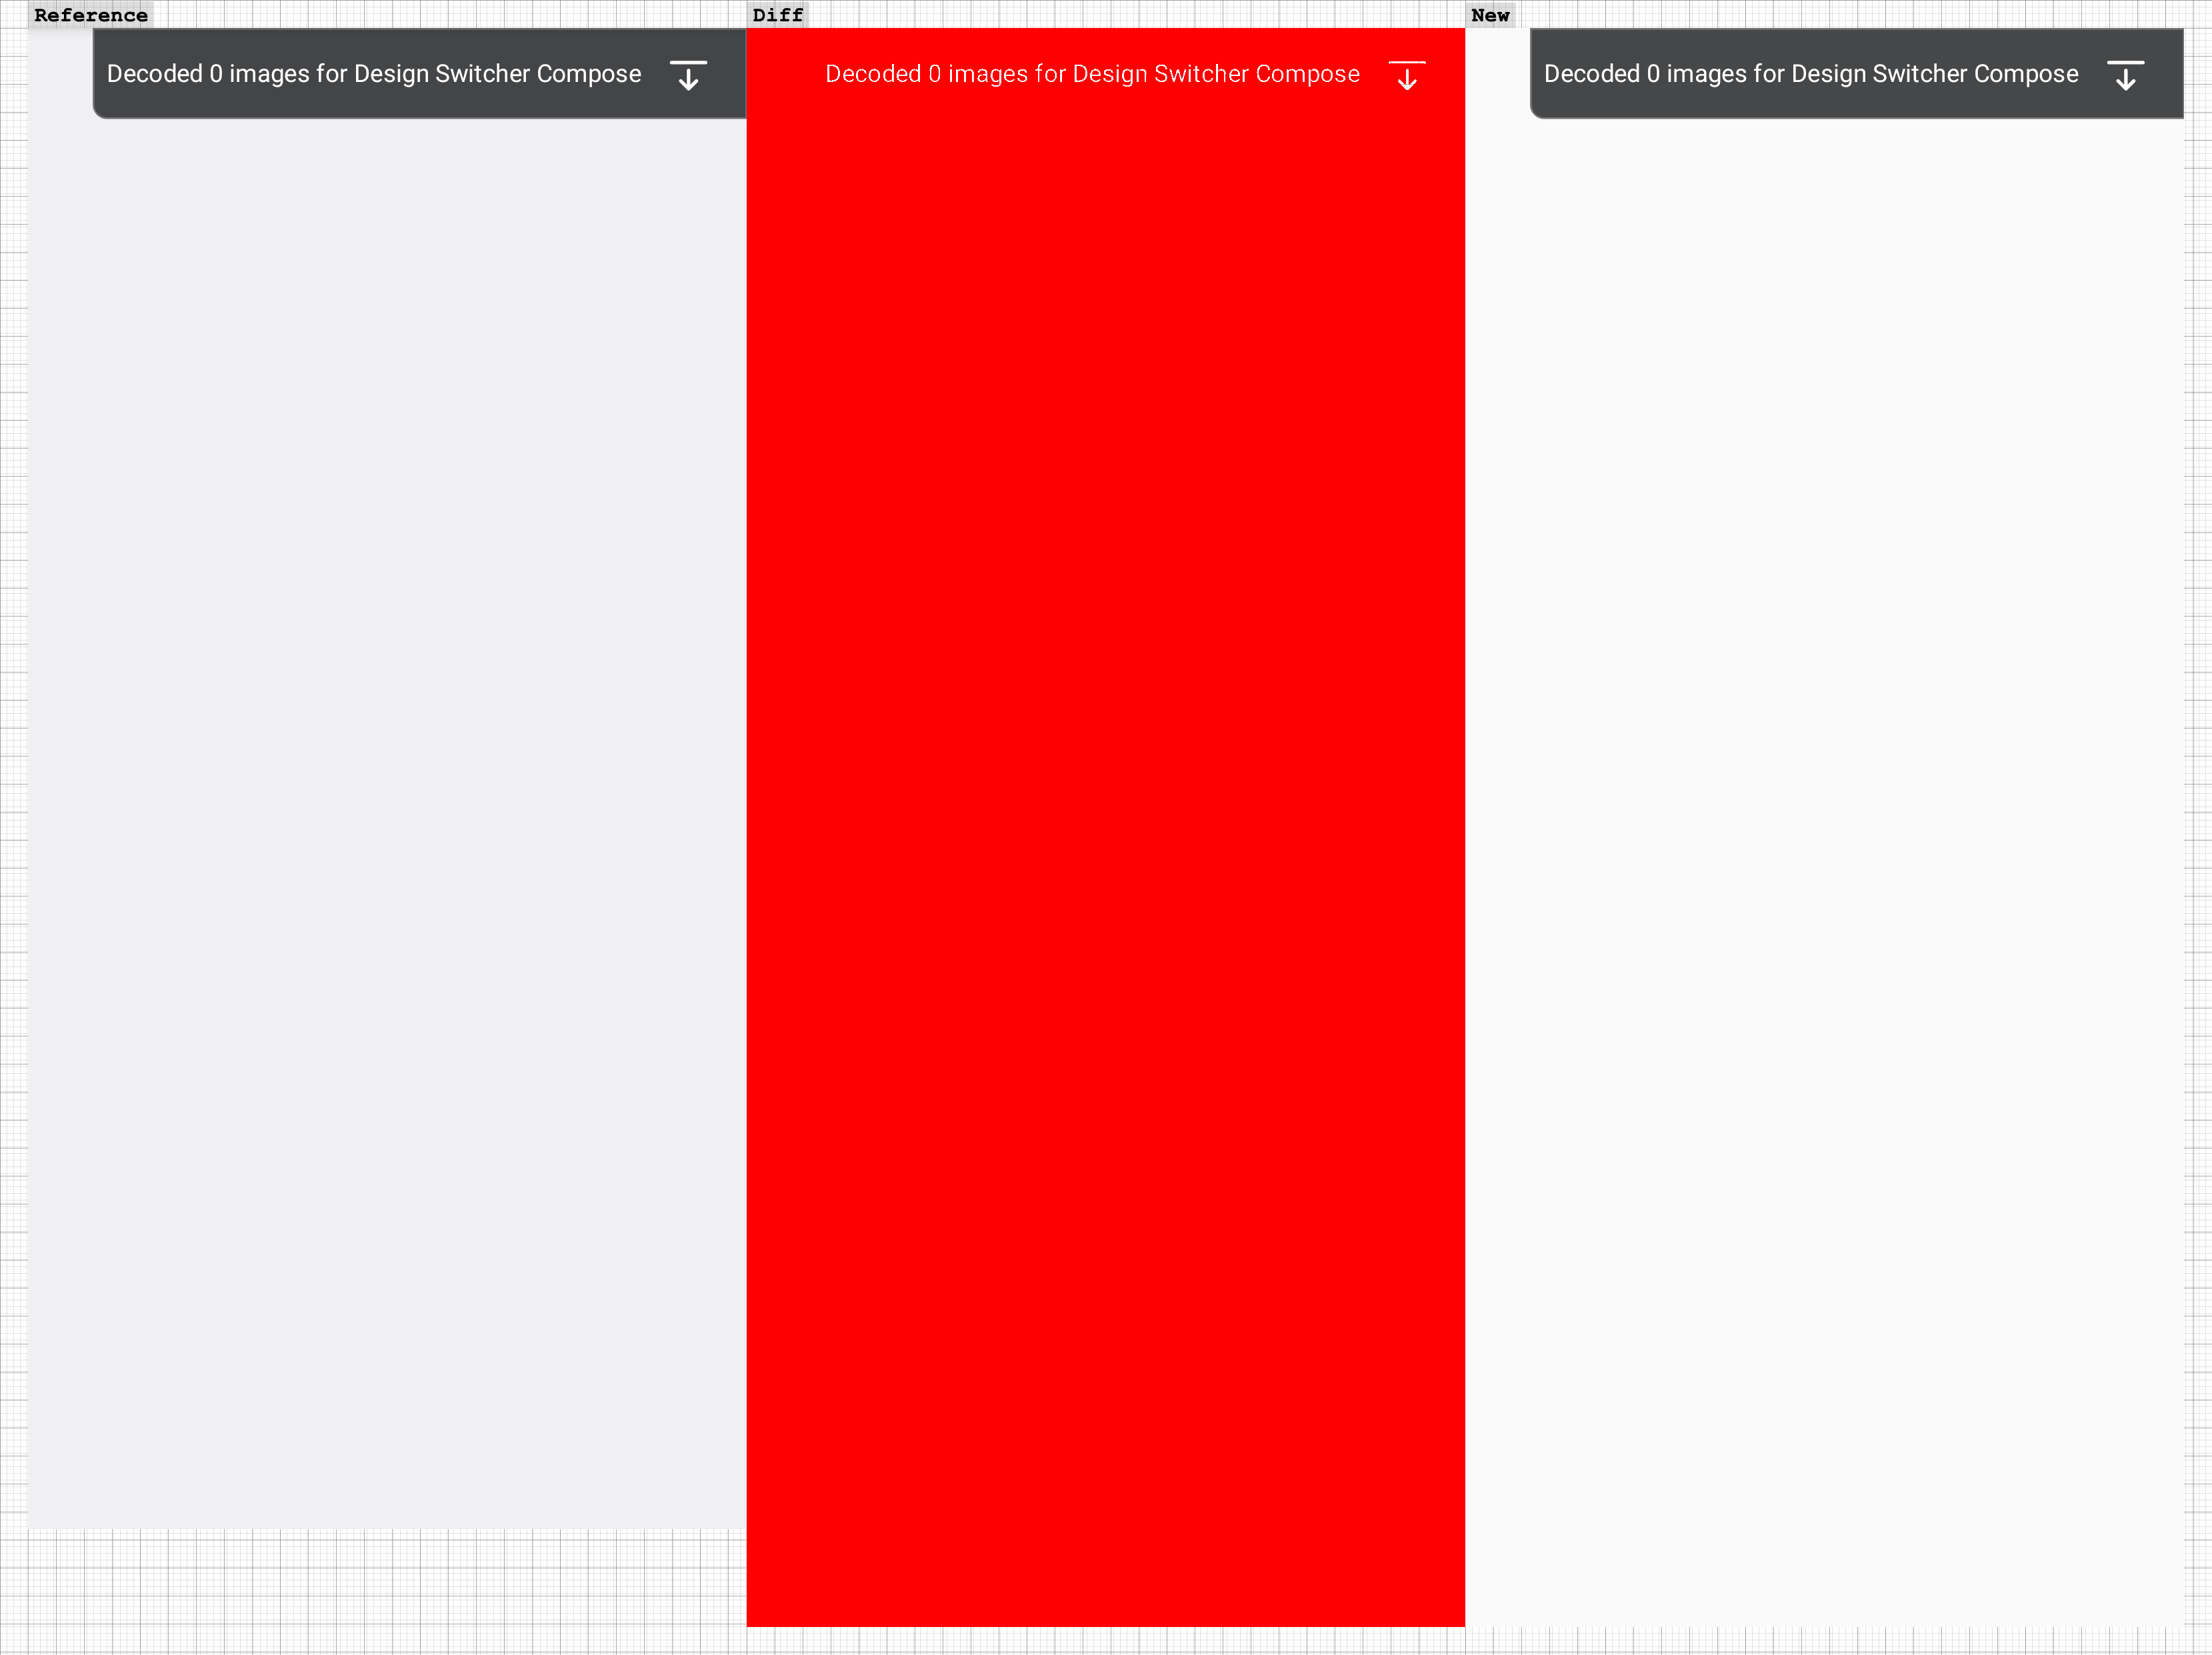 Reference
Decoded 0 images for Design Switcher Compose
Diff
Decoded 0 images for Design Switcher Compose
New
Decoded 0 images for Design Switcher Compose